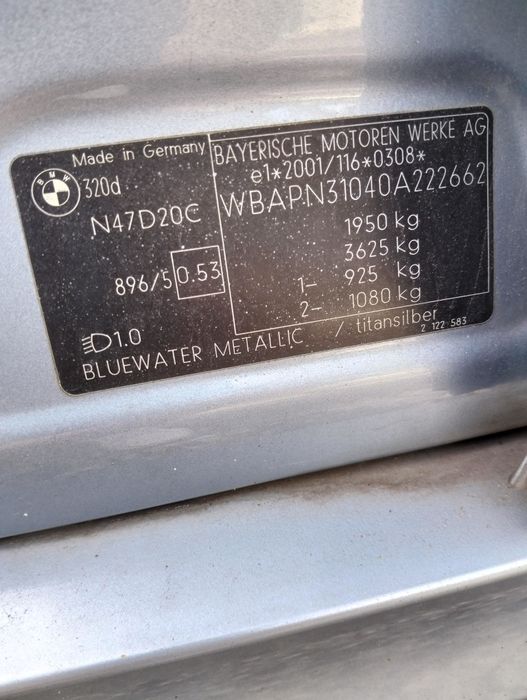 Made in Germany
BMW
320d
N47D20C
896/5 0.53
1.0
BAYERISCHE MOTOREN WERKE AG
e1*2001/116*0308*
WBAPN31040A222662
1950 kg
3625 kg
1- 925 kg
2- 1080 kg
BLUEWATER METALLIC / titansilber
2 122 583